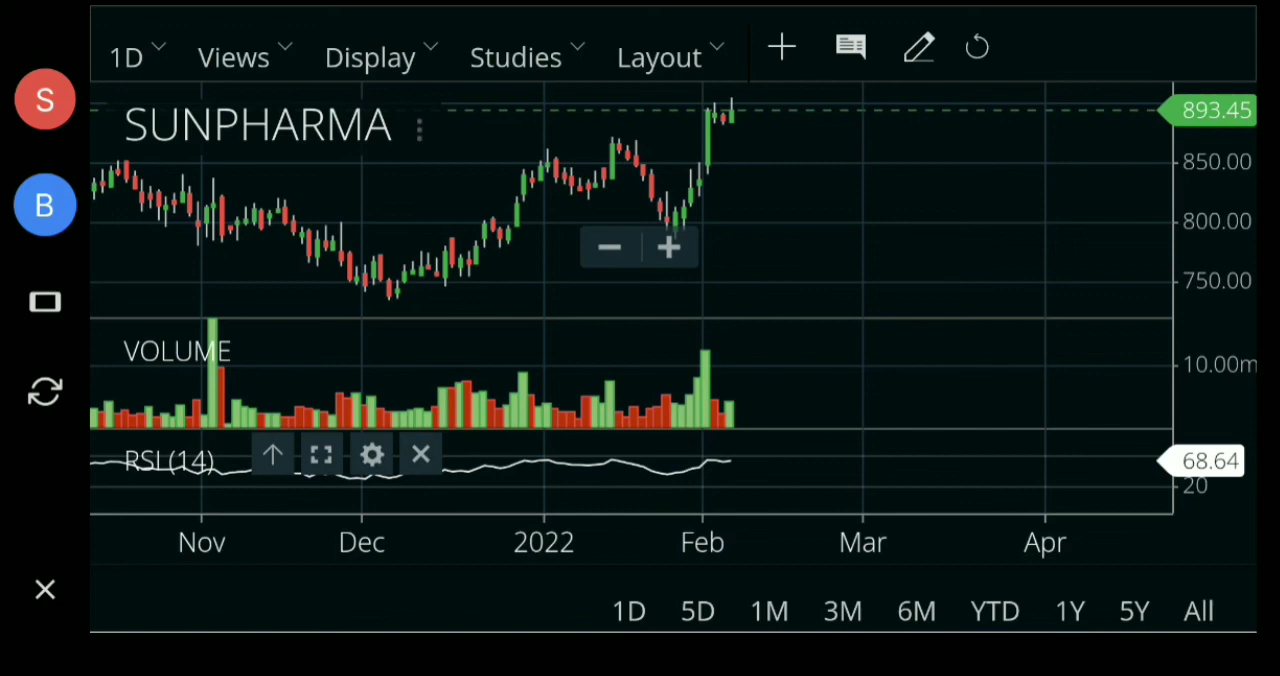 1D Views Display Studies Layout
S
SUNPHARMA
893.45
850.00
B
800.00
750.00
VOLUME
10.00m
RSI(14)
68.64
20
Nov Dec 2022 Feb Mar Apr
1D 5D 1M 3M 6M YTD 1Y 5Y All